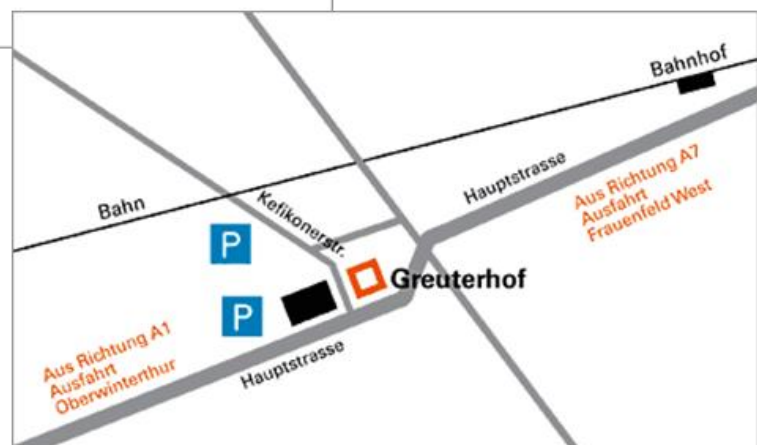 Bahnhof
Hauptstrasse
Aus Richtung A7
Ausfahrt
Frauenfeld West
Bahn
Kefikonerstr.
P
Greuterhof
P
Aus Richtung A1
Ausfahrt
Oberwinterthur
Hauptstrasse